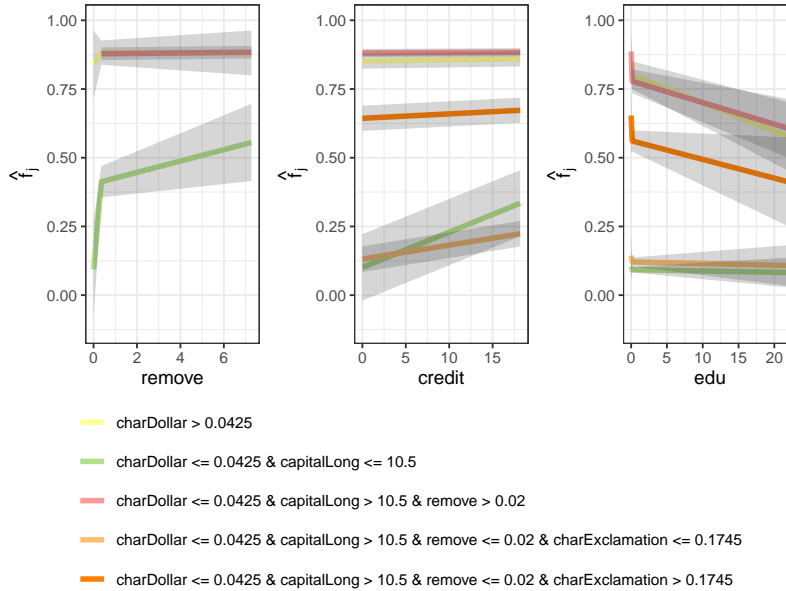 1.00
0.75
0.50
0.25
0.00
f̂j
0 2 4 6
remove
1.00
0.75
0.50
0.25
0.00
f̂j
0 5 10 15
credit
1.00
0.75
0.50
0.25
0.00
f̂j
0 5 10 15 20
edu
charDollar > 0.0425
charDollar <= 0.0425 & capitalLong <= 10.5
charDollar <= 0.0425 & capitalLong > 10.5 & remove > 0.02
charDollar <= 0.0425 & capitalLong > 10.5 & remove <= 0.02 & charExclamation <= 0.1745
charDollar <= 0.0425 & capitalLong > 10.5 & remove <= 0.02 & charExclamation > 0.1745